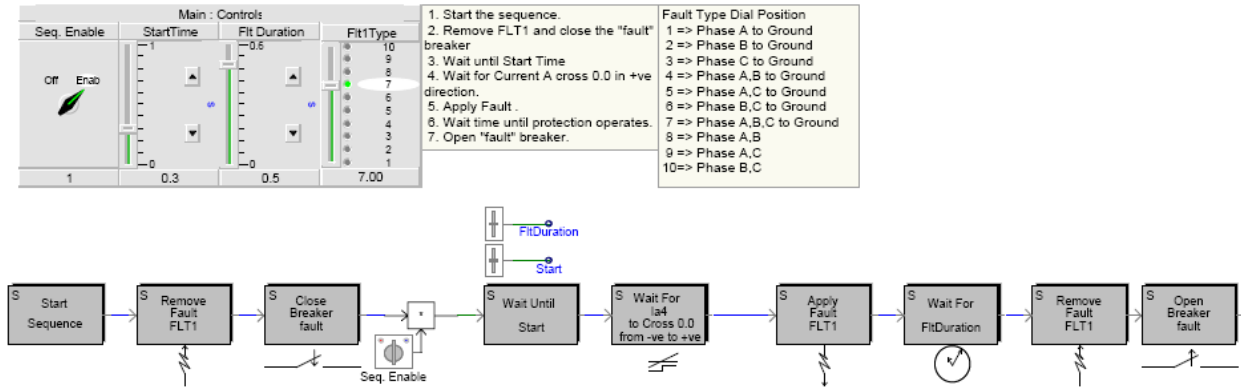 Main : Controls
Seq. Enable
StartTime
Flt Duration
Flt1Type
Off Enab
1
0
s
0.6
0
s
10
9
8
7
6
5
4
3
2
1
1
0.3
0.5
7.00
1. Start the sequence.
2. Remove FLT1 and close the "fault"
breaker
3. Wait until Start Time
4. Wait for Current A cross 0.0 in +ve
direction.
5. Apply Fault .
6. Wait time until protection operates.
7. Open "fault" breaker.
Fault Type Dial Position
1 => Phase A to Ground
2 => Phase B to Ground
3 => Phase C to Ground
4 => Phase A,B to Ground
5 => Phase A,C to Ground
6 => Phase B,C to Ground
7 => Phase A,B,C to Ground
8 => Phase A,B
9 => Phase A,C
10=> Phase B,C
FltDuration
Start
S
Start
Sequence
S
Remove
Fault
FLT1
S
Close
Breaker
fault
*
Seq. Enable
S
Wait Until
Start
S
Wait For
Ia4
to Cross 0.0
from -ve to +ve
S
Apply
Fault
FLT1
S
Wait For
FltDuration
S
Remove
Fault
FLT1
S
Open
Breaker
fault